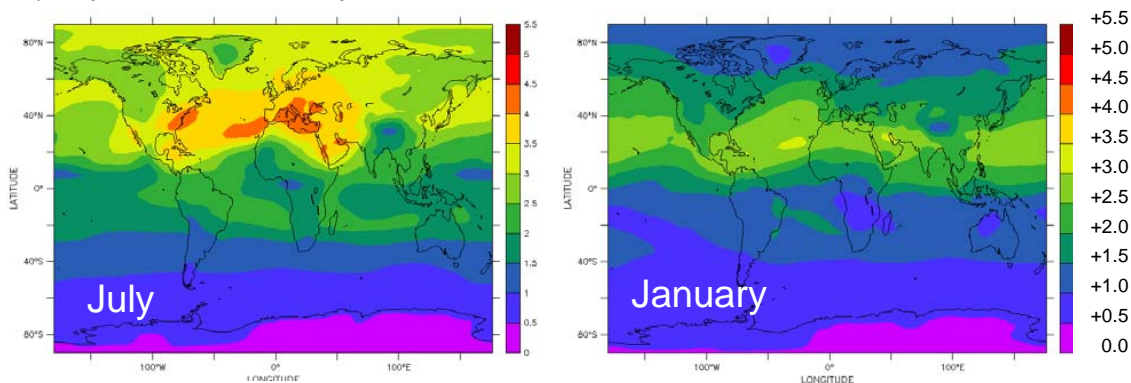 80°N
40°N
0°
40°S
80°S
LATITUDE
100°W
0°
100°E
LONGITUDE
July
5.5
5
4.5
4
3.5
3
2.5
2
1.5
1
0.5
0
80°N
40°N
0°
40°S
80°S
LATITUDE
100°W
0°
100°E
LONGITUDE
January
+5.5
+5.0
+4.5
+4.0
+3.5
+3.0
+2.5
+2.0
+1.5
+1.0
+0.5
0.0